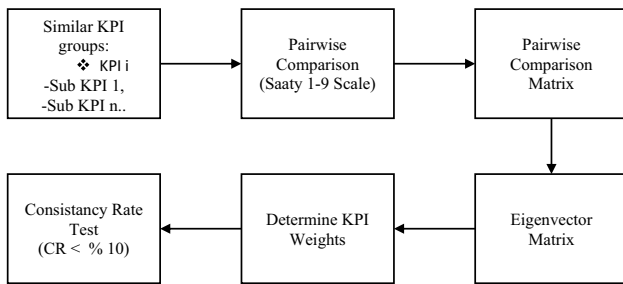 Similar KPI
groups:
❖ KPI i
-Sub KPI 1,
-Sub KPI n..
Pairwise
Comparison
(Saaty 1-9 Scale)
Pairwise
Comparison
Matrix
Eigenvector
Matrix
Determine KPI
Weights
Consistancy Rate
Test
(CR < % 10)